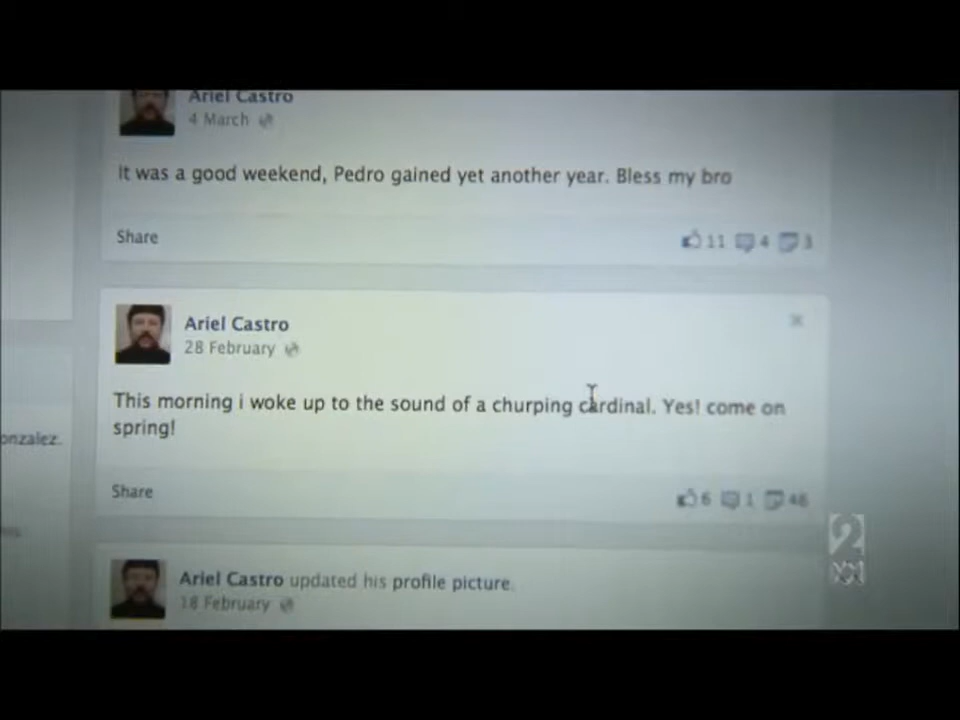 Ariel Castro
4 March
It was a good weekend, Pedro gained yet another year. Bless my bro
Share
11 4 3
Ariel Castro
28 February
This morning i woke up to the sound of a churping cardinal. Yes! come on
spring!
onzalez.
Share
6 1 46
2
Ariel Castro updated his profile picture.
18 February